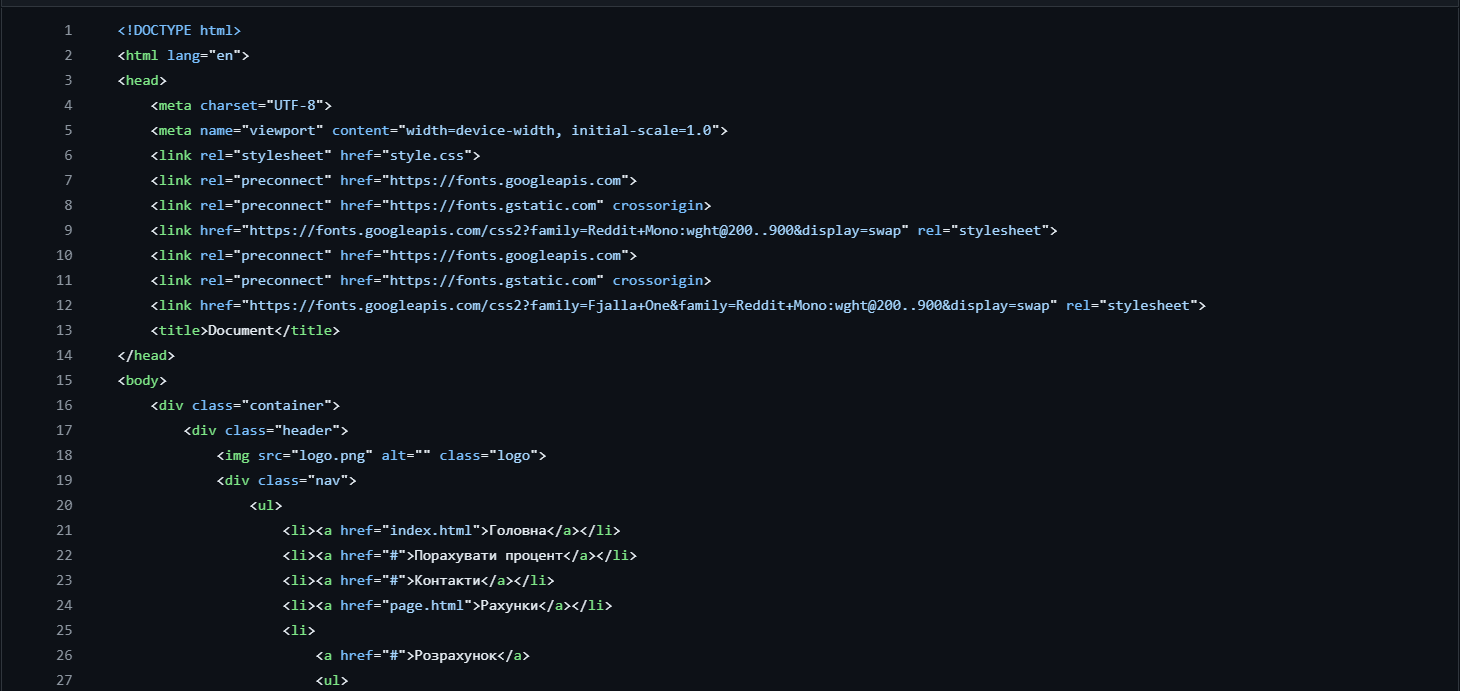 1 <!DOCTYPE html>
2 <html lang="en">
3 <head>
4 <meta charset="UTF-8">
5 <meta name="viewport" content="width=device-width, initial-scale=1.0">
6 <link rel="stylesheet" href="style.css">
7 <link rel="preconnect" href="https://fonts.googleapis.com">
8 <link rel="preconnect" href="https://fonts.gstatic.com" crossorigin>
9 <link href="https://fonts.googleapis.com/css2?family=Reddit+Mono:wght@200..900&display=swap" rel="stylesheet">
10 <link rel="preconnect" href="https://fonts.googleapis.com">
11 <link rel="preconnect" href="https://fonts.gstatic.com" crossorigin>
12 <link href="https://fonts.googleapis.com/css2?family=Fjalla+One&family=Reddit+Mono:wght@200..900&display=swap" rel="stylesheet">
13 <title>Document</title>
14 </head>
15 <body>
16 <div class="container">
17 <div class="header">
18 <img src="logo.png" alt="" class="logo">
19 <div class="nav">
20 <ul>
21 <li><a href="index.html">Головна</a></li>
22 <li><a href="#">Порахувати процент</a></li>
23 <li><a href="#">Контакти</a></li>
24 <li><a href="page.html">Рахунки</a></li>
25 <li>
26 <a href="#">Розрахунок</a>
27 <ul>